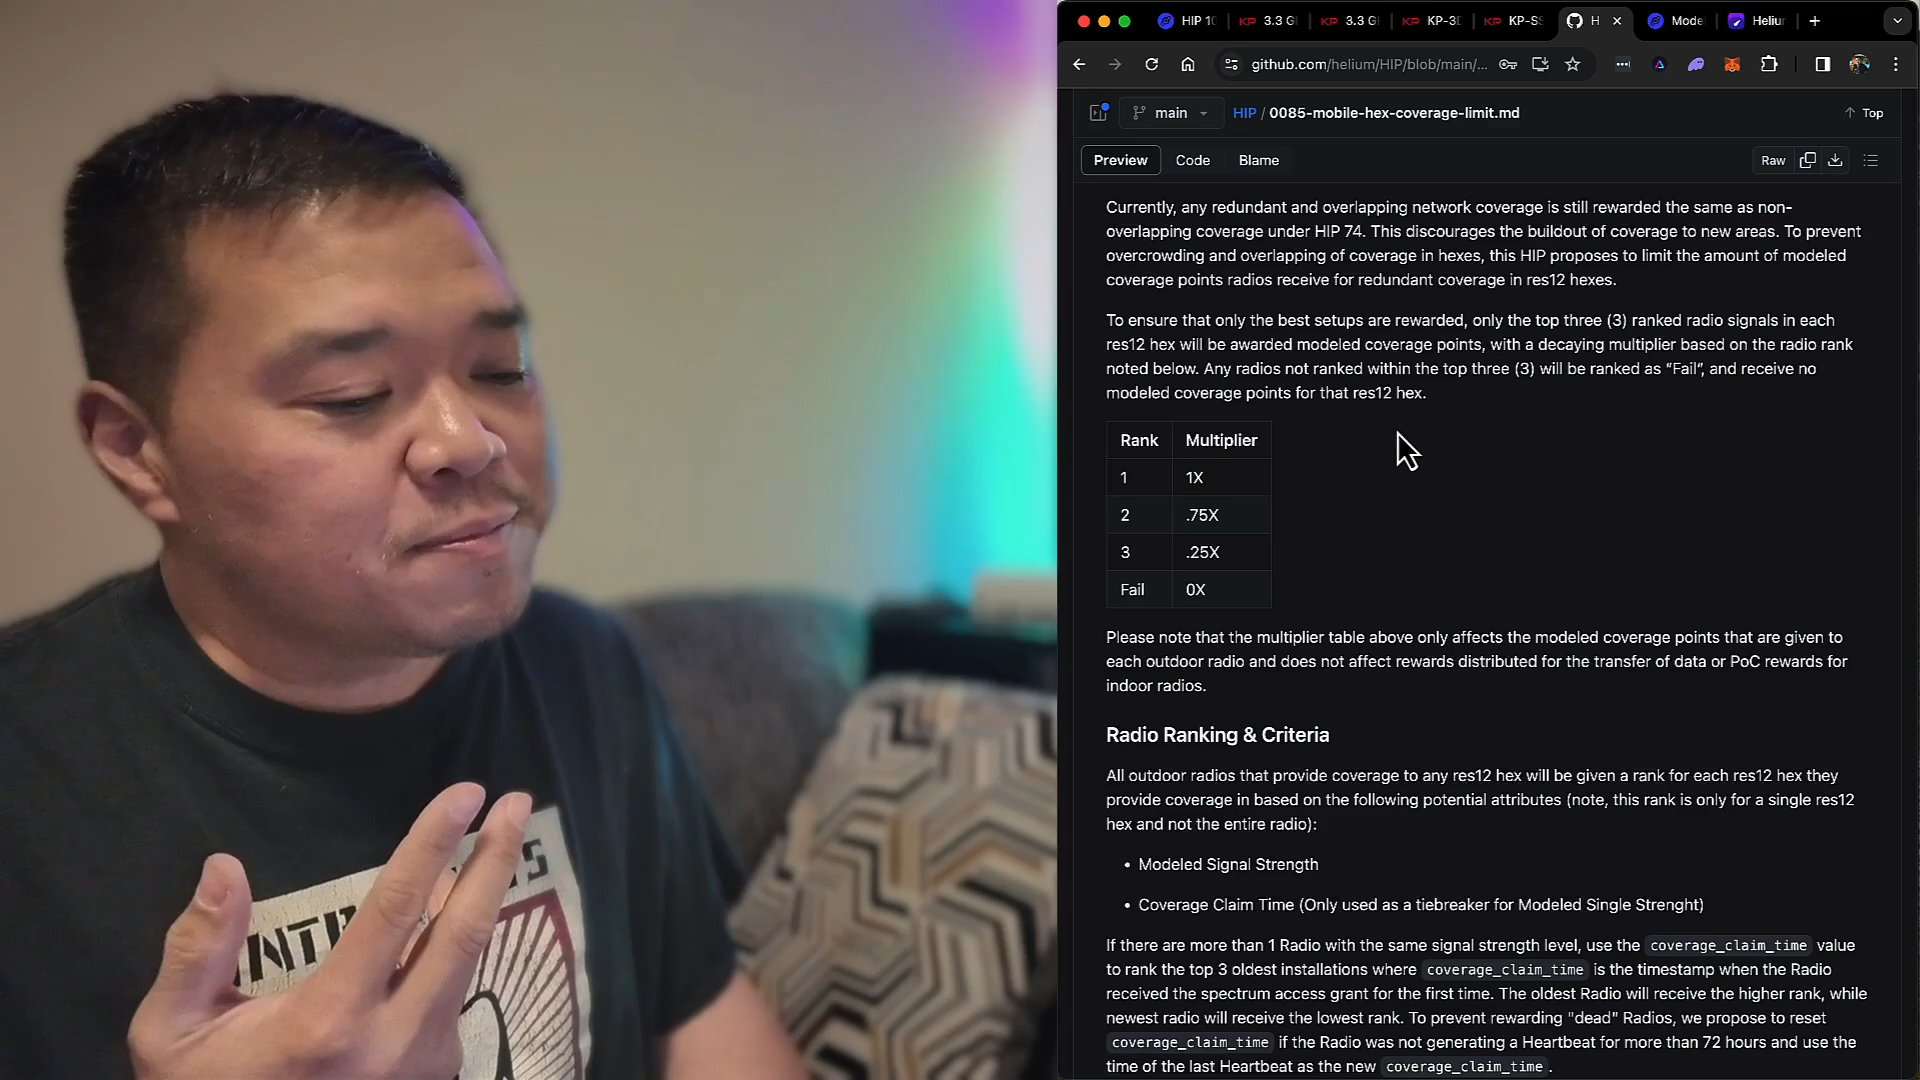 HIP 10
KP 3.3 G
KP 3.3 G
KP KP-3
KP KP-SS
H
Mode
Heliu
github.com/helium/HIP/blob/main/...
main
HIP / 0085-mobile-hex-coverage-limit.md
Top
Preview
Code
Blame
Raw
Currently, any redundant and overlapping network coverage is still rewarded the same as non-
overlapping coverage under HIP 74. This discourages the buildout of coverage to new areas. To prevent
overcrowding and overlapping of coverage in hexes, this HIP proposes to limit the amount of modeled
coverage points radios receive for redundant coverage in res12 hexes.
To ensure that only the best setups are rewarded, only the top three (3) ranked radio signals in each
res12 hex will be awarded modeled coverage points, with a decaying multiplier based on the radio rank
noted below. Any radios not ranked within the top three (3) will be ranked as “Fail”, and receive no
modeled coverage points for that res12 hex.
Rank Multiplier
1 1X
2 .75X
3 .25X
Fail 0X
Please note that the multiplier table above only affects the modeled coverage points that are given to
each outdoor radio and does not affect rewards distributed for the transfer of data or PoC rewards for
indoor radios.
Radio Ranking & Criteria
All outdoor radios that provide coverage to any res12 hex will be given a rank for each res12 hex they
provide coverage in based on the following potential attributes (note, this rank is only for a single res12
hex and not the entire radio):
• Modeled Signal Strength
• Coverage Claim Time (Only used as a tiebreaker for Modeled Single Strenght)
If there are more than 1 Radio with the same signal strength level, use the coverage_claim_time value
to rank the top 3 oldest installations where coverage_claim_time is the timestamp when the Radio
received the spectrum access grant for the first time. The oldest Radio will receive the higher rank, while
newest radio will receive the lowest rank. To prevent rewarding "dead" Radios, we propose to reset
coverage_claim_time if the Radio was not generating a Heartbeat for more than 72 hours and use the
time of the last Heartbeat as the new coverage_claim_time.